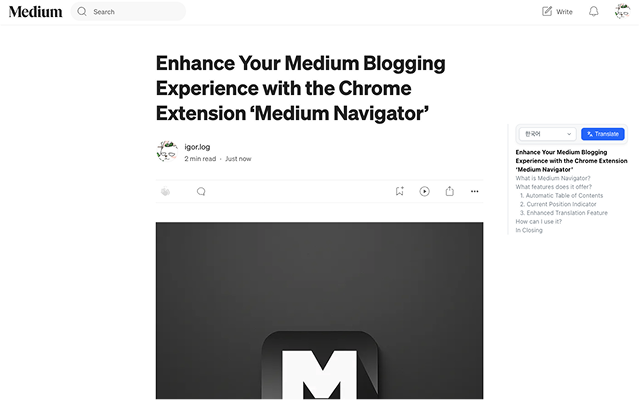 Medium
Search
Write
Enhance Your Medium Blogging
Experience with the Chrome
Extension ‘Medium Navigator’
igor.log
2 min read · Just now
한국어
Translate
Enhance Your Medium Blogging
Experience with the Chrome Extension
‘Medium Navigator’
What is Medium Navigator?
What features does it offer?
1. Automatic Table of Contents
2. Current Position Indicator
3. Enhanced Translation Feature
How can I use it?
In Closing
M